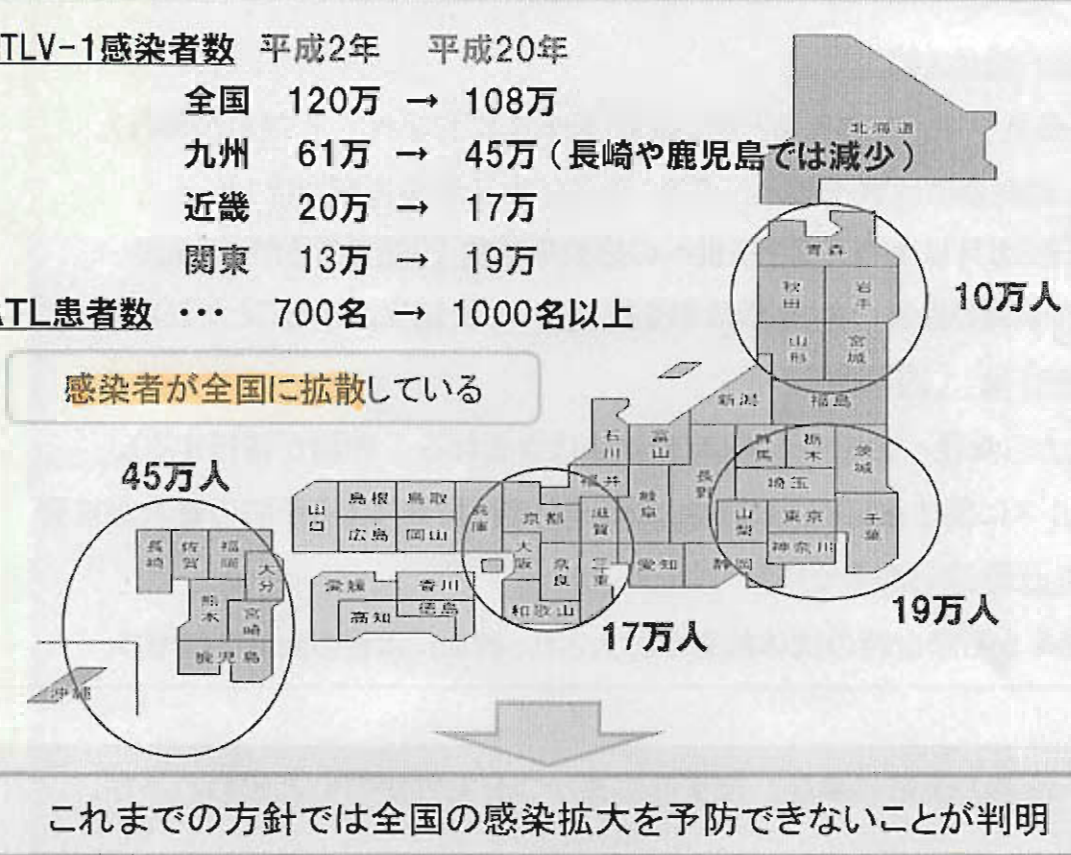 TLV-1感染者数 平成2年 平成20年
全国 120万 → 108万
九州 61万 → 45万（長崎や鹿児島では減少）
近畿 20万 → 17万
関東 13万 → 19万
ATL患者数 ･･･ 700名 → 1000名以上
感染者が全国に拡散している
北海道
青森
秋田
岩手
10万人
山形
宮城
新潟
福島
石川
富山
群馬
栃木
茨城
45万人
福井
岐阜
長野
埼玉
山口
島根
鳥取
兵庫
京都
滋賀
山梨
東京
千葉
広島
岡山
神奈川
長崎
佐賀
福岡
大分
大阪
奈良
三重
愛知
静岡
愛媛
香川
高知
徳島
和歌山
熊本
宮崎
19万人
17万人
鹿児島
沖縄
これまでの方針では全国の感染拡大を予防できないことが判明